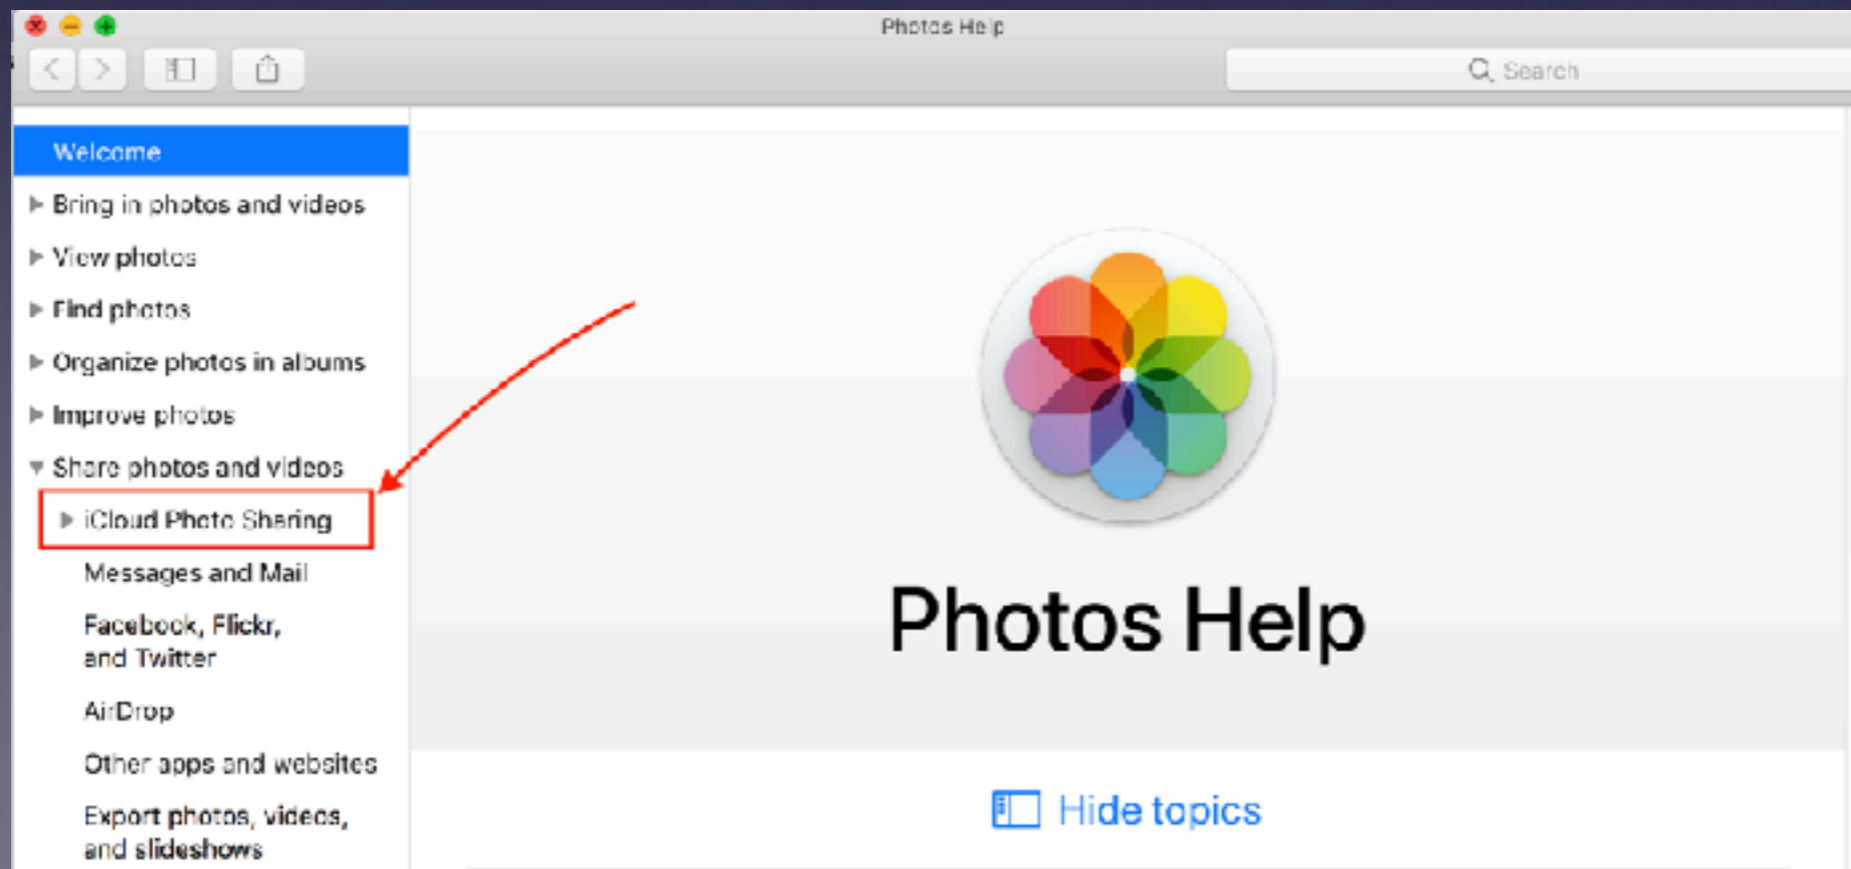 Photos Help
Search
Welcome
Bring in photos and videos
View photos
Find photos
Organize photos in albums
Improve photos
Share photos and videos
iCloud Photo Sharing
Messages and Mail
Facebook, Flickr,
and Twitter
AirDrop
Other apps and websites
Export photos, videos,
and slideshows
Photos Help
Hide topics